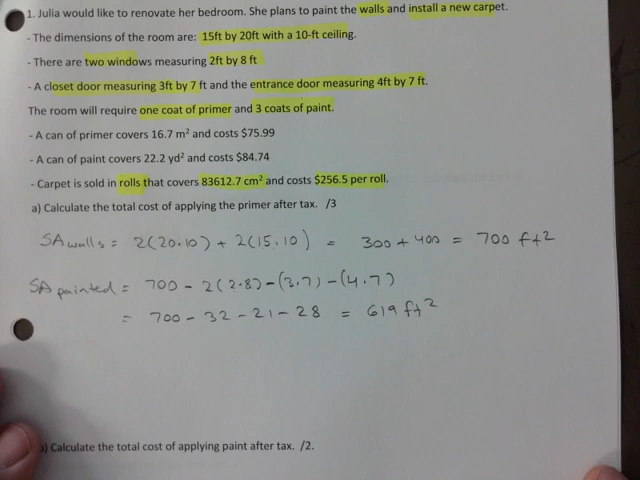 1. Julia would like to renovate her bedroom. She plans to paint the walls and install a new carpet.
- The dimensions of the room are: 15ft by 20ft with a 10-ft ceiling.
- There are two windows measuring 2ft by 8 ft
- A closet door measuring 3ft by 7 ft and the entrance door measuring 4ft by 7 ft.
The room will require one coat of primer and 3 coats of paint.
- A can of primer covers 16.7 m² and costs $75.99
- A can of paint covers 22.2 yd² and costs $84.74
- Carpet is sold in rolls that covers 83612.7 cm² and costs $256.5 per roll.
a) Calculate the total cost of applying the primer after tax. /3
SA walls = 2(20.10) + 2(15.10) = 300 + 400 = 700 ft2
SA painted = 700 - 2(2.8) - (3.7) - (4.7)
= 700 - 32 - 21 - 28 = 619 ft2
b) Calculate the total cost of applying paint after tax. /2.